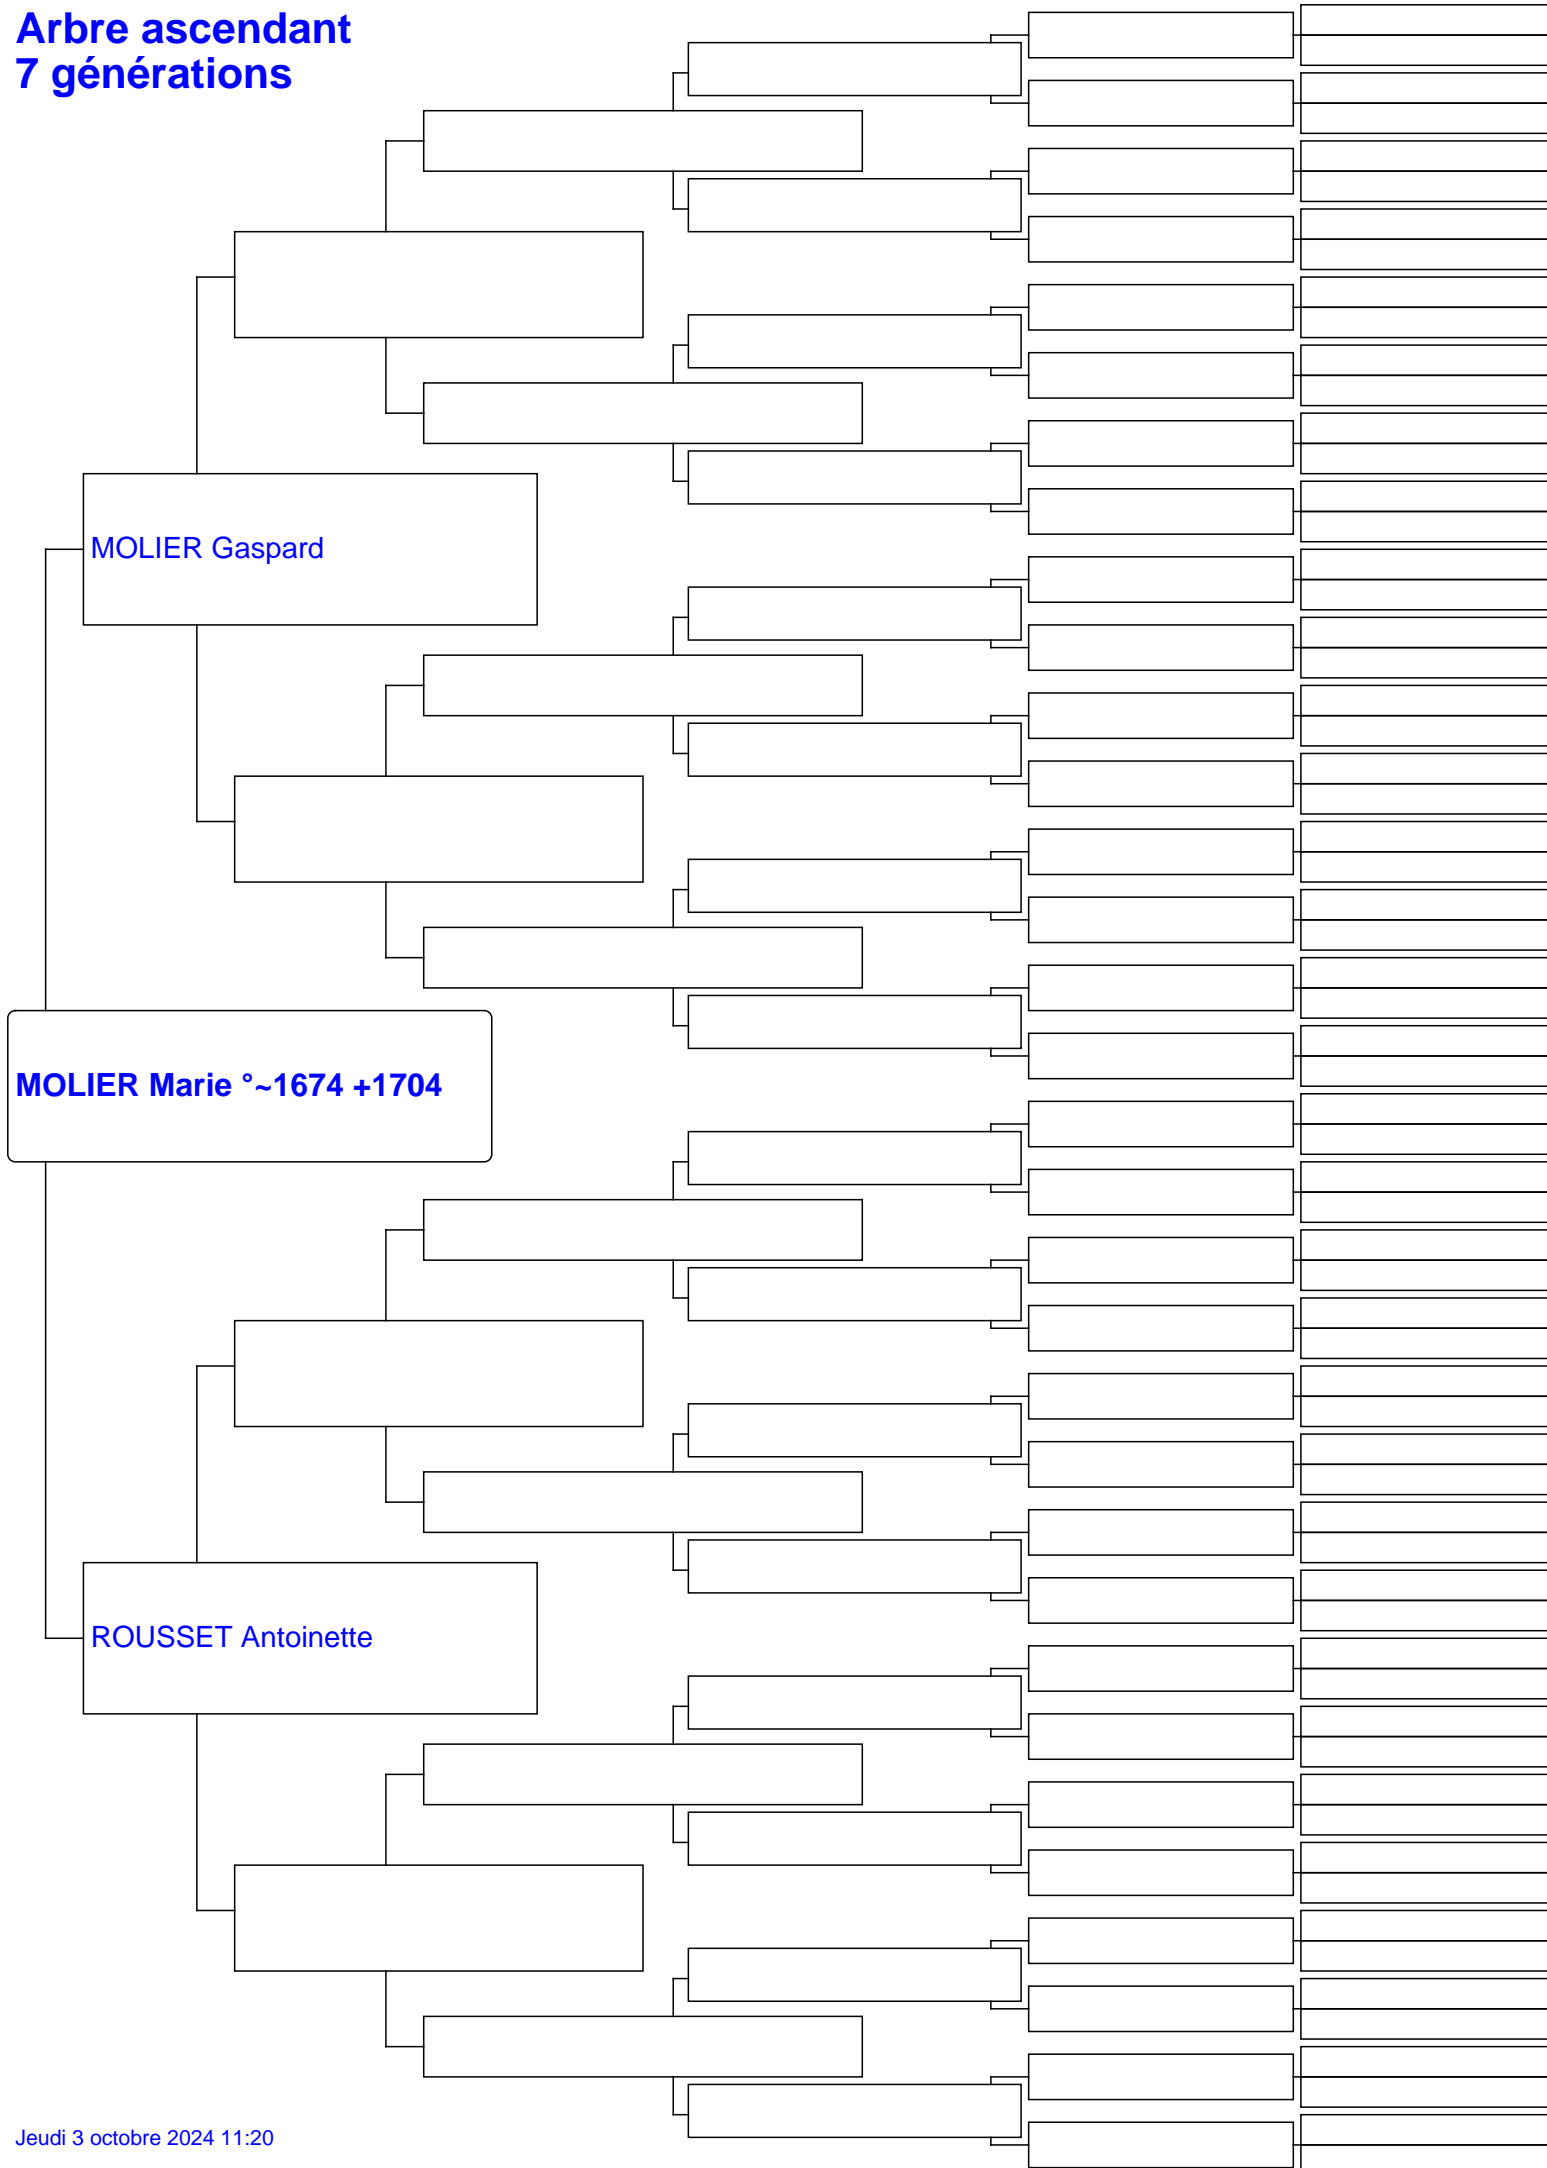 Arbre ascendant
7 générations
MOLIER Gaspard
MOLIER Marie °~1674 +1704
ROUSSET Antoinette
Jeudi 3 octobre 2024 11:20